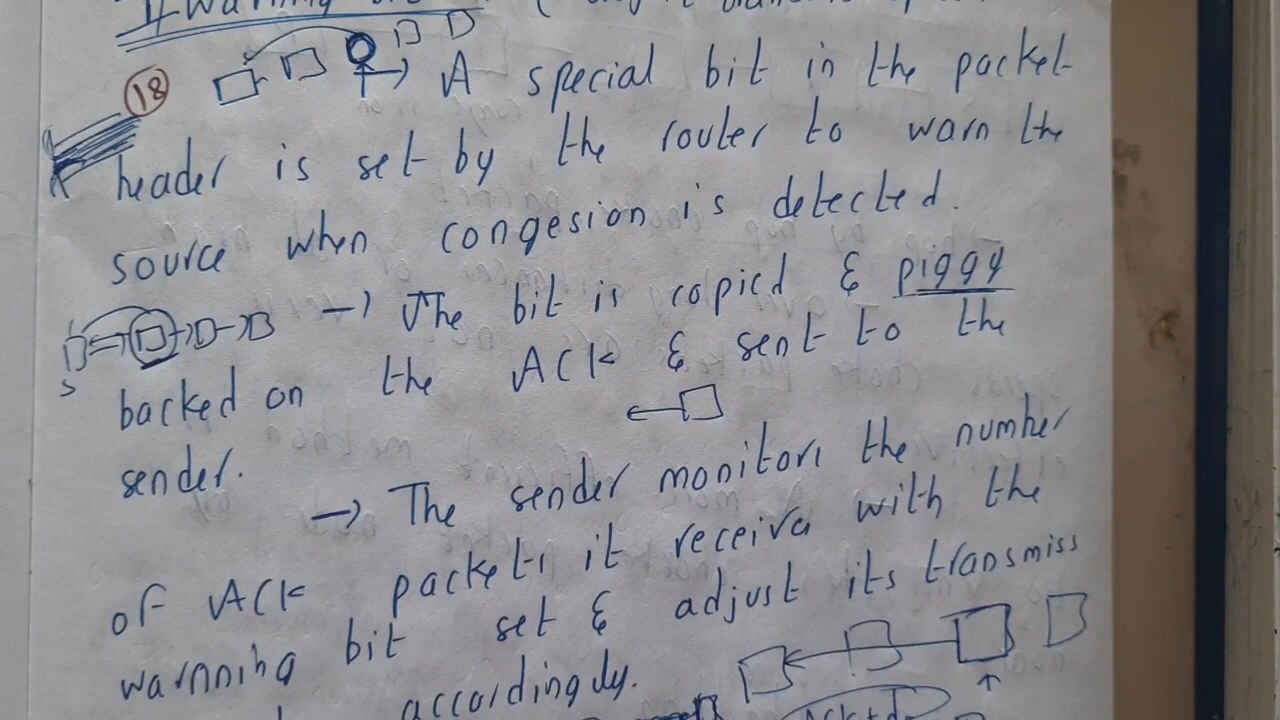 warning
18 → A special bit in the packet
header is set by the router to warn the
source when congesion is detected.
→ The bit is copied & piggy
backed on the ACK & sent to the
s
sender.
→ The sender monitors the number
of ACK packets it receives with the
warnning bit set & adjust its transmiss
accordingly.